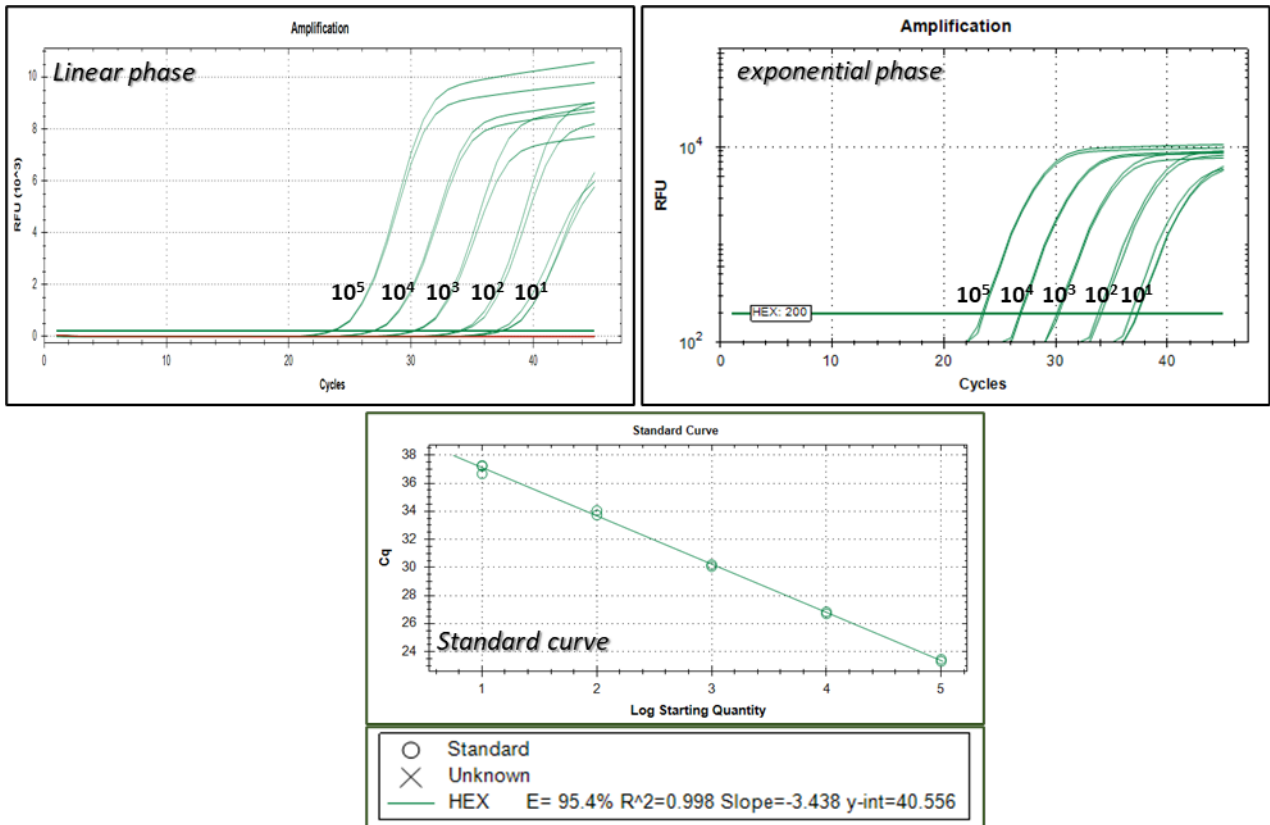 Amplification
Linear phase
10
8
6
4
2
0
RFU (10^3)
10⁵ 10⁴ 10³ 10² 10¹
0 10 20 30 40
Cycles
Amplification
exponential phase
10⁴
10²
RFU
10⁵ 10⁴ 10³ 10² 10¹
HEX: 200
0 10 20 30 40
Cycles
Standard Curve
38
36
34
32
30
28
26
24
Cq
Standard curve
1 2 3 4 5
Log Starting Quantity
Standard
Unknown
HEX E= 95.4% R^2=0.998 Slope=-3.438 y-int=40.556